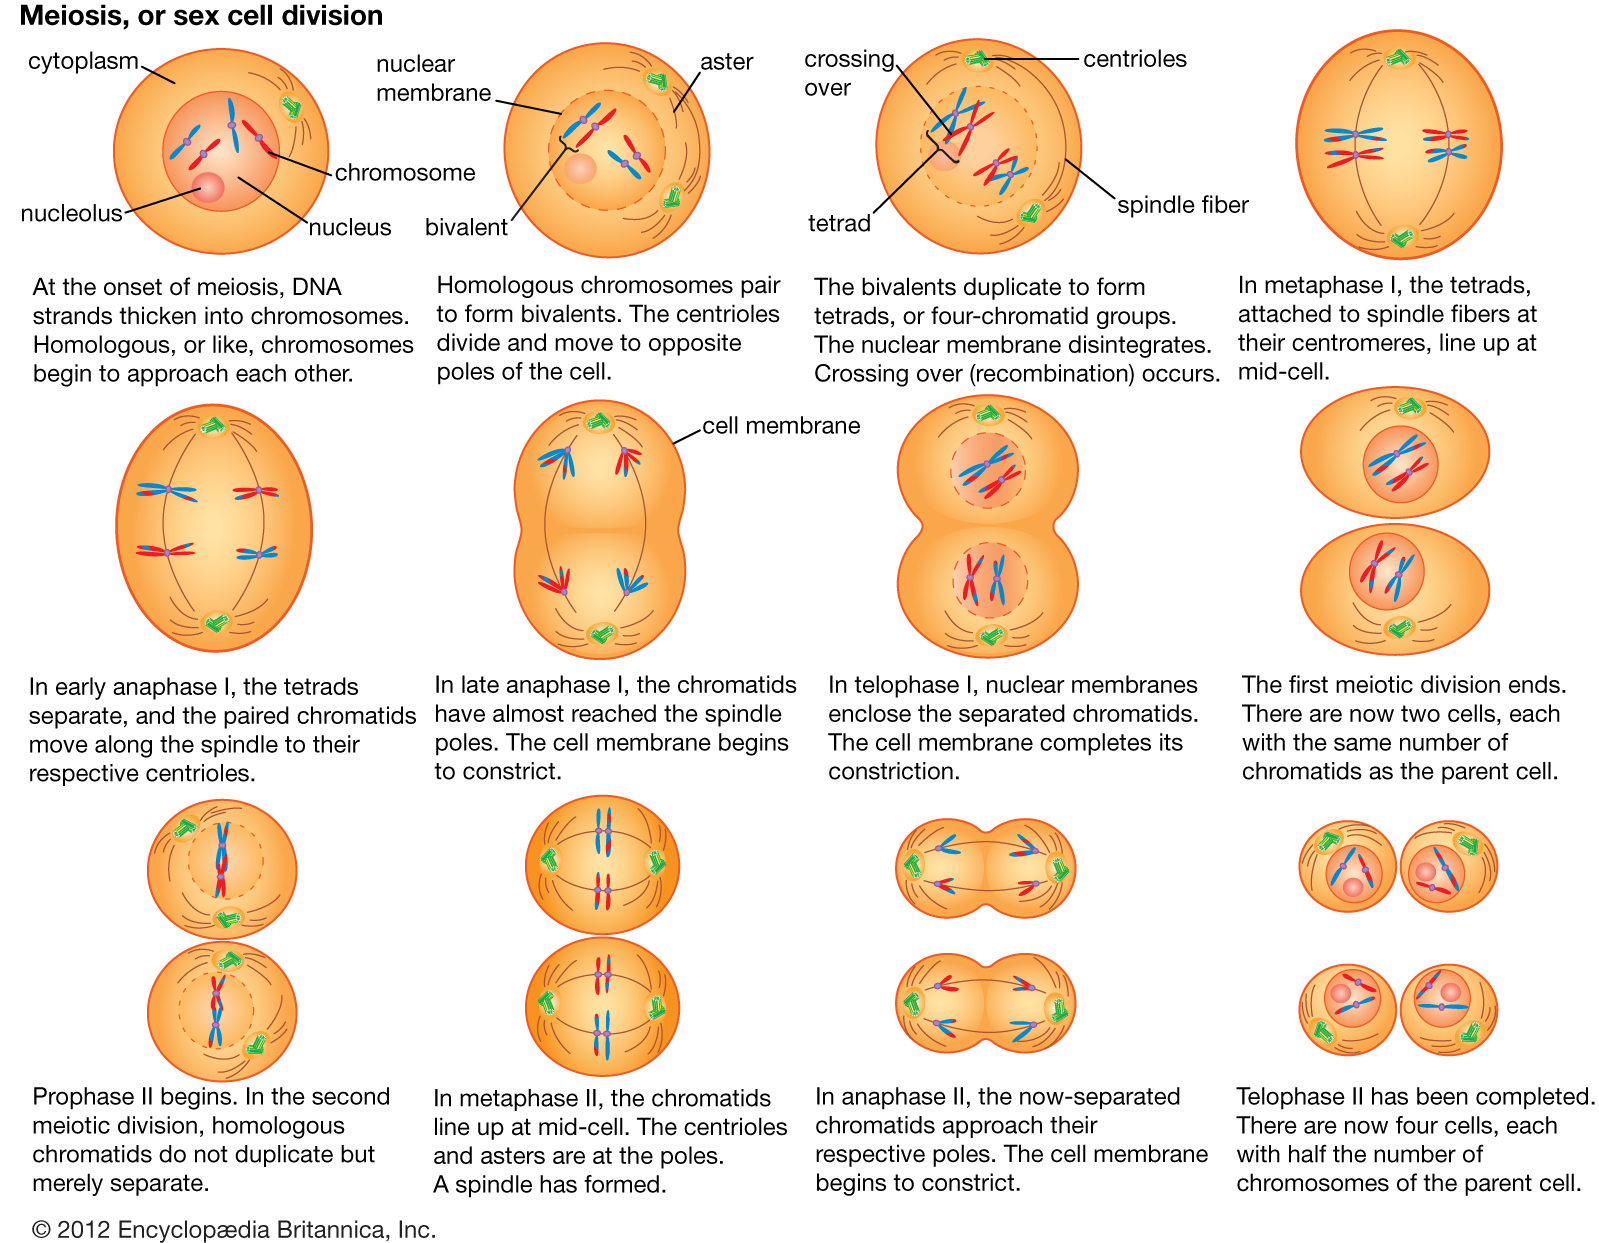 Meiosis, or sex cell division
cytoplasm
nucleolus
chromosome
nucleus
At the onset of meiosis, DNA
strands thicken into chromosomes.
Homologous, or like, chromosomes
begin to approach each other.
nuclear
membrane
aster
bivalent
Homologous chromosomes pair
to form bivalents. The centrioles
divide and move to opposite
poles of the cell.
crossing
over
centrioles
tetrad
spindle fiber
The bivalents duplicate to form
tetrads, or four-chromatid groups.
The nuclear membrane disintegrates.
Crossing over (recombination) occurs.
In metaphase I, the tetrads,
attached to spindle fibers at
their centromeres, line up at
mid-cell.
In early anaphase I, the tetrads
separate, and the paired chromatids
move along the spindle to their
respective centrioles.
cell membrane
In late anaphase I, the chromatids
have almost reached the spindle
poles. The cell membrane begins
to constrict.
In telophase I, nuclear membranes
enclose the separated chromatids.
The cell membrane completes its
constriction.
The first meiotic division ends.
There are now two cells, each
with the same number of
chromatids as the parent cell.
Prophase II begins. In the second
meiotic division, homologous
chromatids do not duplicate but
merely separate.
In metaphase II, the chromatids
line up at mid-cell. The centrioles
and asters are at the poles.
A spindle has formed.
In anaphase II, the now-separated
chromatids approach their
respective poles. The cell membrane
begins to constrict.
Telophase II has been completed.
There are now four cells, each
with half the number of
chromosomes of the parent cell.
© 2012 Encyclopædia Britannica, Inc.